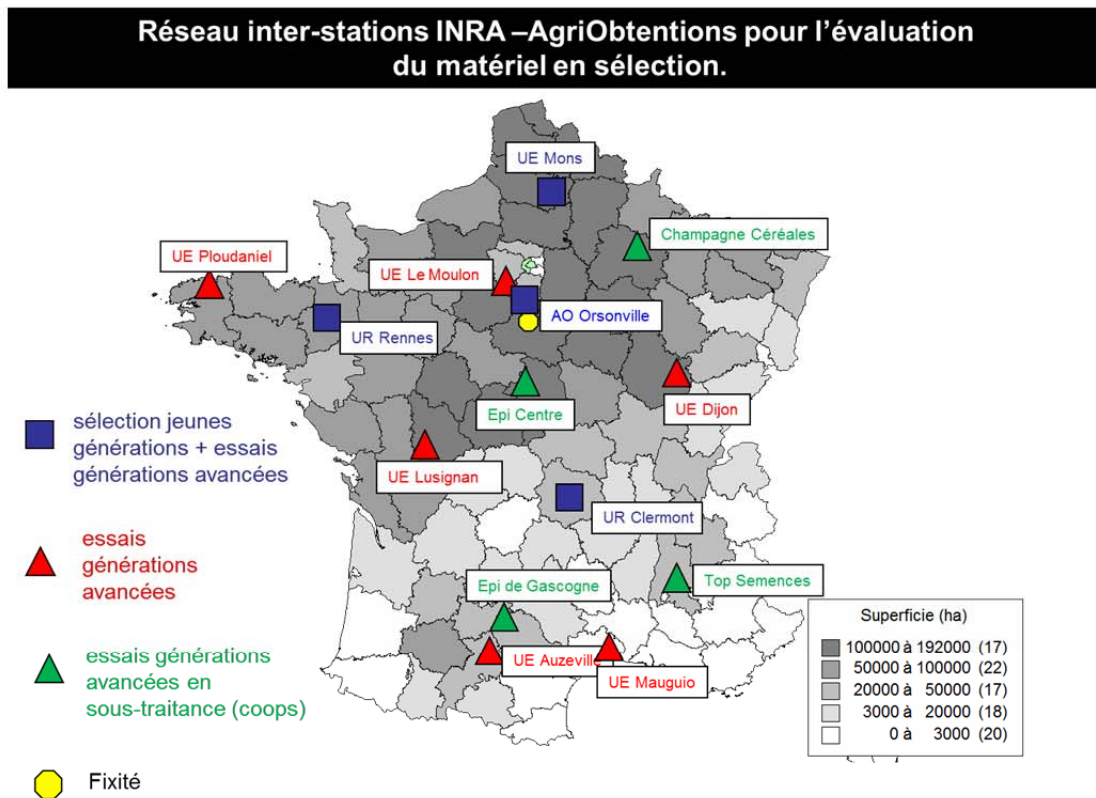 Réseau inter-stations INRA –AgriObtentions pour l’évaluation
du matériel en sélection.
UE Mons
Champagne Céréales
UE Ploudaniel
UE Le Moulon
AO Orsonville
UR Rennes
Epi Centre
UE Dijon
UE Lusignan
UR Clermont
Epi de Gascogne
Top Semences
UE Auzeville
UE Mauguio
sélection jeunes
générations + essais
générations avancées
essais
générations
avancées
essais générations
avancées en
sous-traitance (coops)
Fixité
Superficie (ha)
100000 à 192000 (17)
50000 à 100000 (22)
20000 à 50000 (17)
3000 à 20000 (18)
0 à 3000 (20)